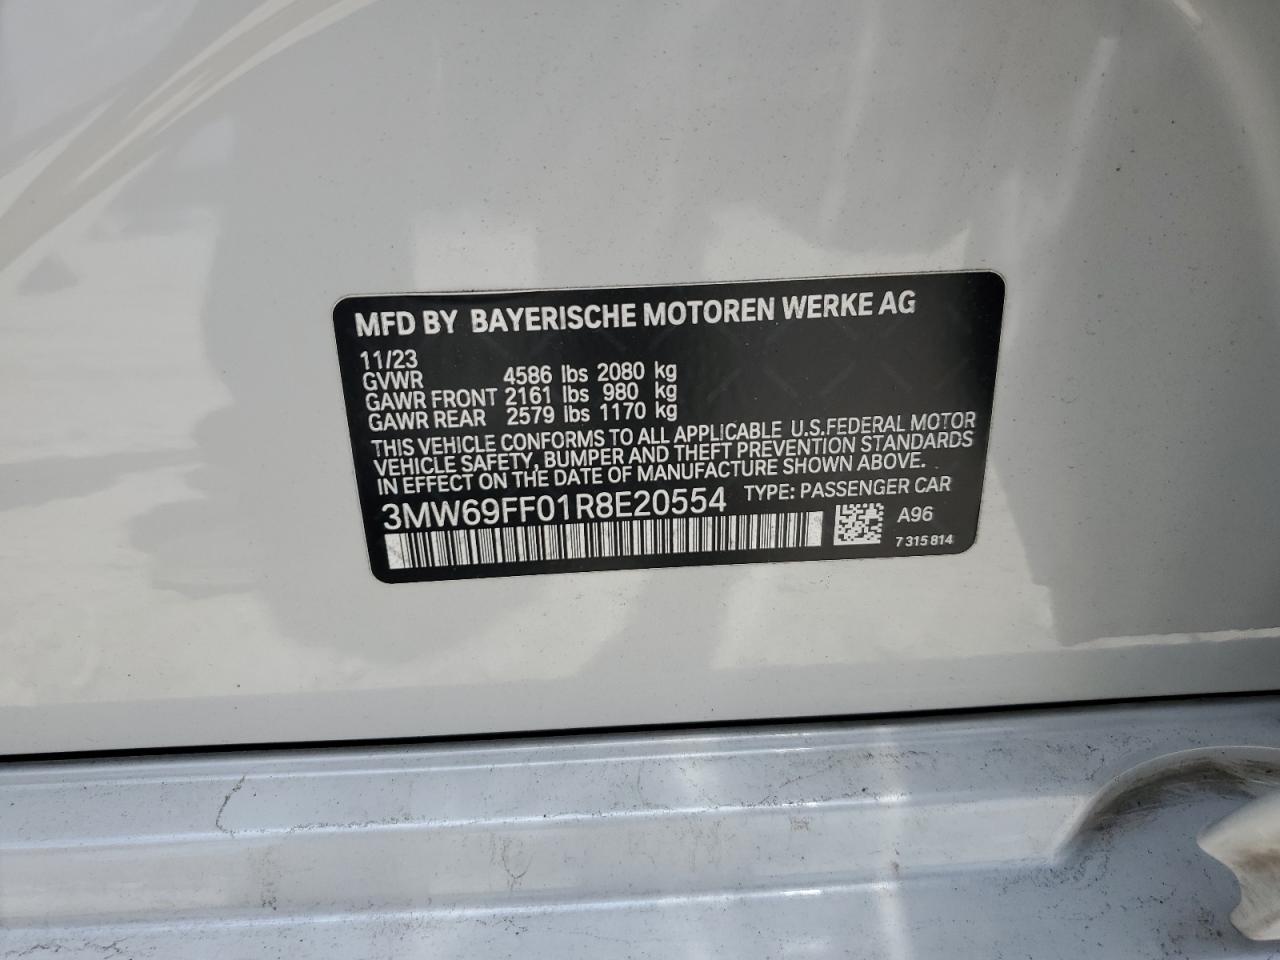 MFD BY BAYERISCHE MOTOREN WERKE AG
11/23
GVWR 4586 lbs 2080 kg
GAWR FRONT 2161 lbs 980 kg
GAWR REAR 2579 lbs 1170 kg
THIS VEHICLE CONFORMS TO ALL APPLICABLE U.S.FEDERAL MOTOR
VEHICLE SAFETY, BUMPER AND THEFT PREVENTION STANDARDS
IN EFFECT ON THE DATE OF MANUFACTURE SHOWN ABOVE.
3MW69FF01R8E20554 TYPE: PASSENGER CAR
A96
7 315 814